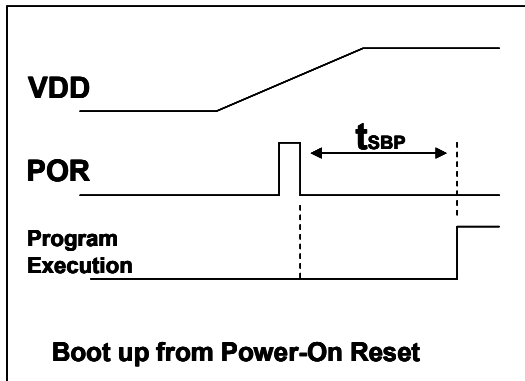 VDD
tSBP
POR
Program
Execution
Boot up from Power-On Reset